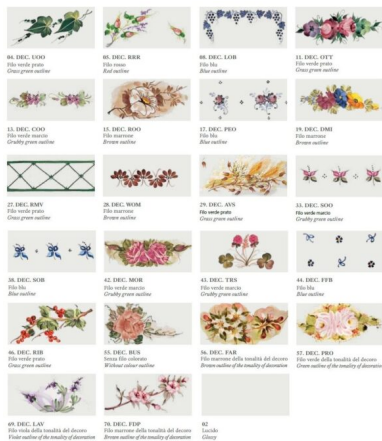 04. DEC. UOO
Filo verde prato
Grass green outline
05. DEC. RRR
Filo rosso
Red outline
08. DEC. LOB
Filo blu
Blue outline
11. DEC. OTT
Filo verde prato
Grass green outline
13. DEC. COO
Filo verde marcio
Grubby green outline
15. DEC. ROO
Filo marrone
Brown outline
17. DEC. PEO
Filo blu
Blue outline
19. DEC. DMI
Filo marrone
Brown outline
27. DEC. RMV
Filo verde prato
Grass green outline
28. DEC. WOM
Filo marrone
Brown outline
29. DEC. AVS
Filo verde prato
Grass green outline
33. DEC. SOO
Filo verde marcio
Grubby green outline
38. DEC. SOB
Filo blu
Blue outline
42. DEC. MOR
Filo verde marcio
Grubby green outline
43. DEC. TRS
Filo verde marcio
Grubby green outline
44. DEC. FFB
Filo blu
Blue outline
46. DEC. RIB
Filo verde prato
Grass green outline
55. DEC. BUS
Senza filo colorato
Without colour outline
56. DEC. FAR
Filo marrone della tonalità del decoro
Brown outline of the tonality of decoration
57. DEC. PRO
Filo verde della tonalità del decoro
Green outline of the tonality of decoration
69. DEC. LAV
Filo viola della tonalità del decoro
Violet outline of the tonality of decoration
70. DEC. FDP
Filo marrone della tonalità del decoro
Brown outline of the tonality of decoration
02
Lucido
Glossy